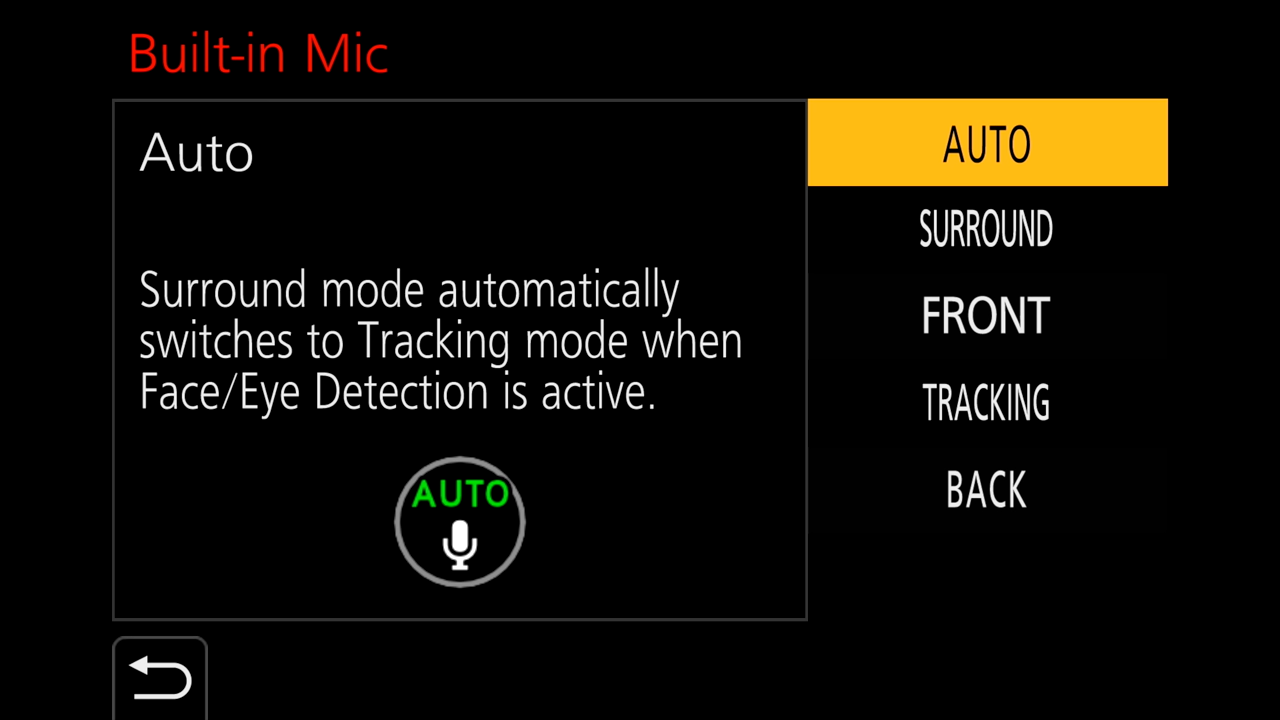 Built-in Mic
Auto
Surround mode automatically
switches to Tracking mode when
Face/Eye Detection is active.
AUTO
AUTO
SURROUND
FRONT
TRACKING
BACK